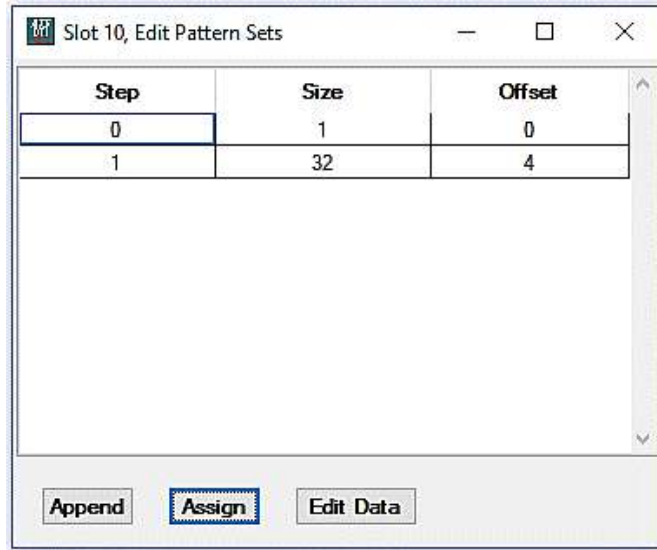 Slot 10, Edit Pattern Sets
Step Size Offset
0 1 0
1 32 4
Append Assign Edit Data